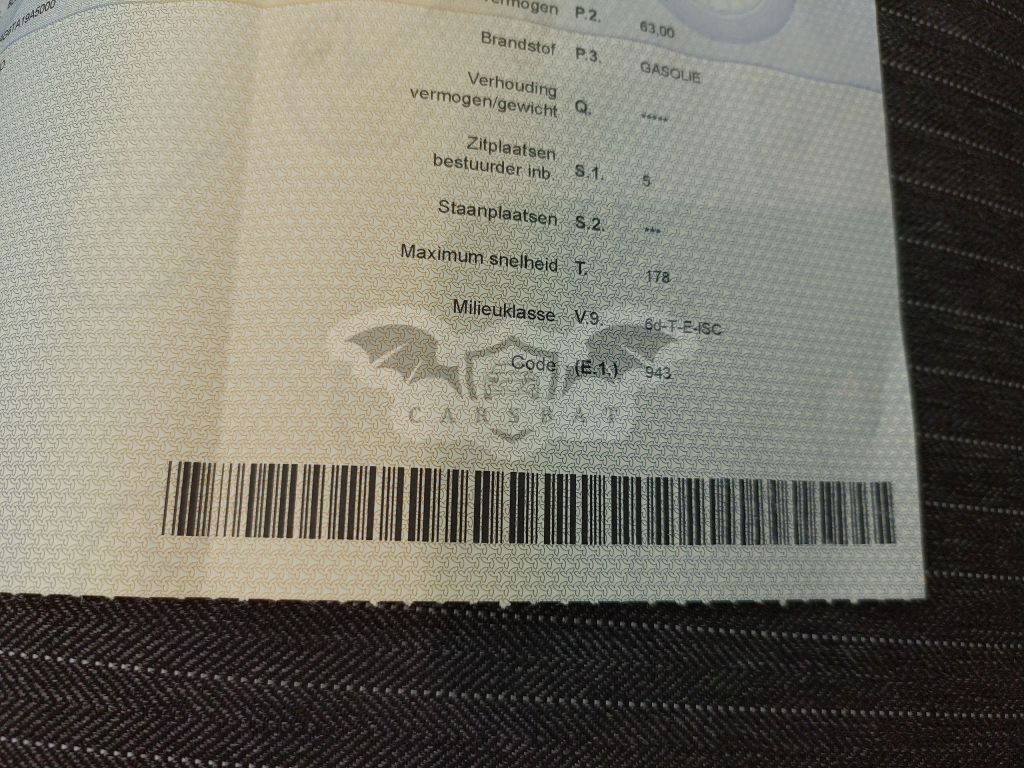 P.2. 63,00
Brandstof P.3. GASOLIE
Verhouding
vermogen/gewicht Q. *****
Zitplaatsen
bestuurder inb. S.1. 5
Staanplaatsen S.2. ***
Maximum snelheid T. 178
Milieuklasse V.9. 6d-T-E-ISC
Code (E.1.) 943
CARSBAT